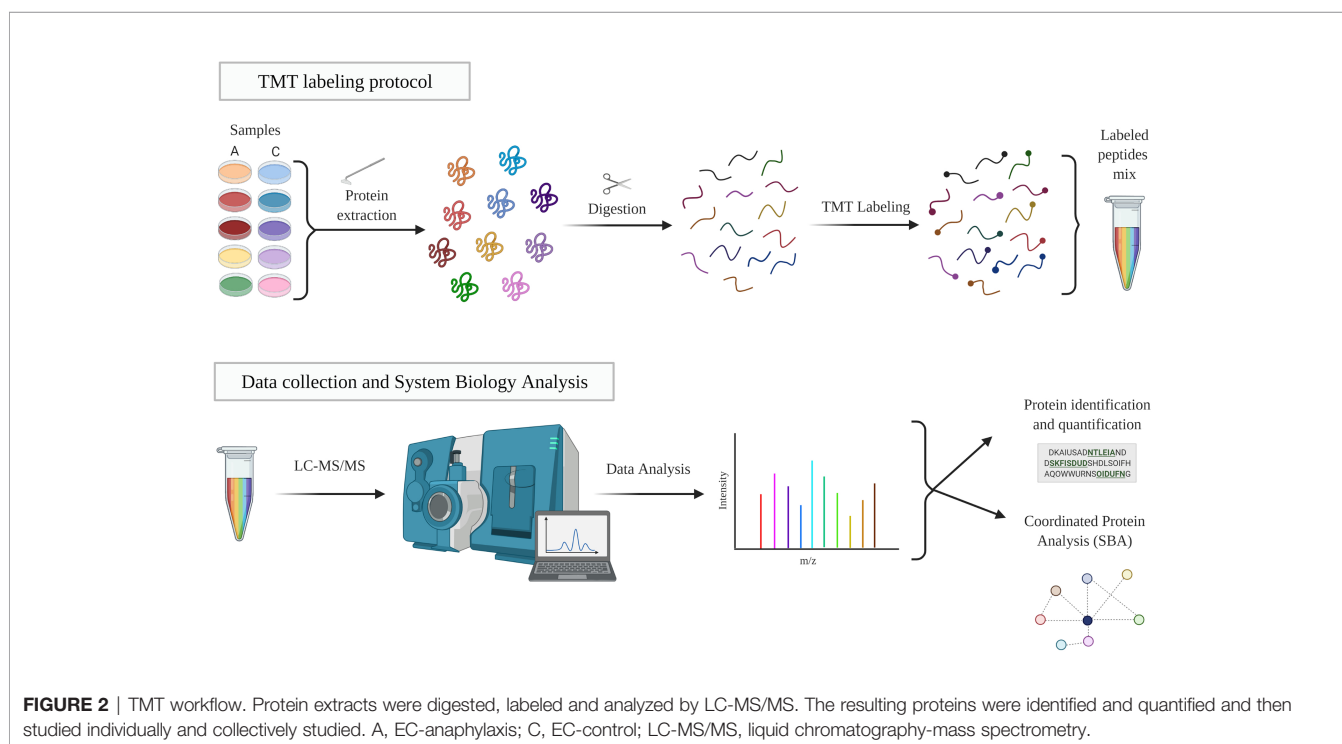 TMT labeling protocol
Samples
A C
Protein
extraction
Digestion
TMT Labeling
Labeled
peptides
mix
Data collection and System Biology Analysis
LC-MS/MS
Data Analysis
Intensity
m/z
Protein identification
and quantification
DKAIUSADNTLEIAND
DSKFISDUDSHDLSOIFH
AQOWWURNSOIDUFNG
Coordinated Protein
Analysis (SBA)
FIGURE 2 | TMT workflow. Protein extracts were digested, labeled and analyzed by LC-MS/MS. The resulting proteins were identified and quantified and then
studied individually and collectively studied. A, EC-anaphylaxis; C, EC-control; LC-MS/MS, liquid chromatography-mass spectrometry.